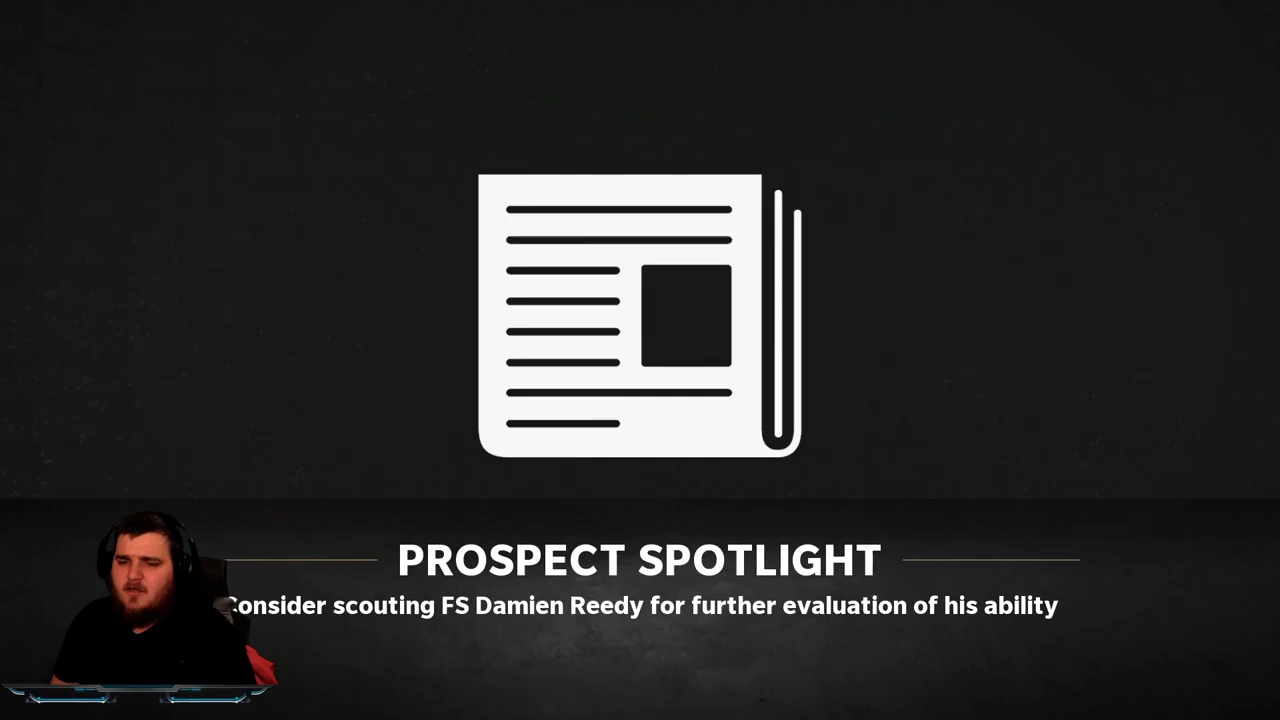 PROSPECT SPOTLIGHT
Consider scouting FS Damien Reedy for further evaluation of his ability